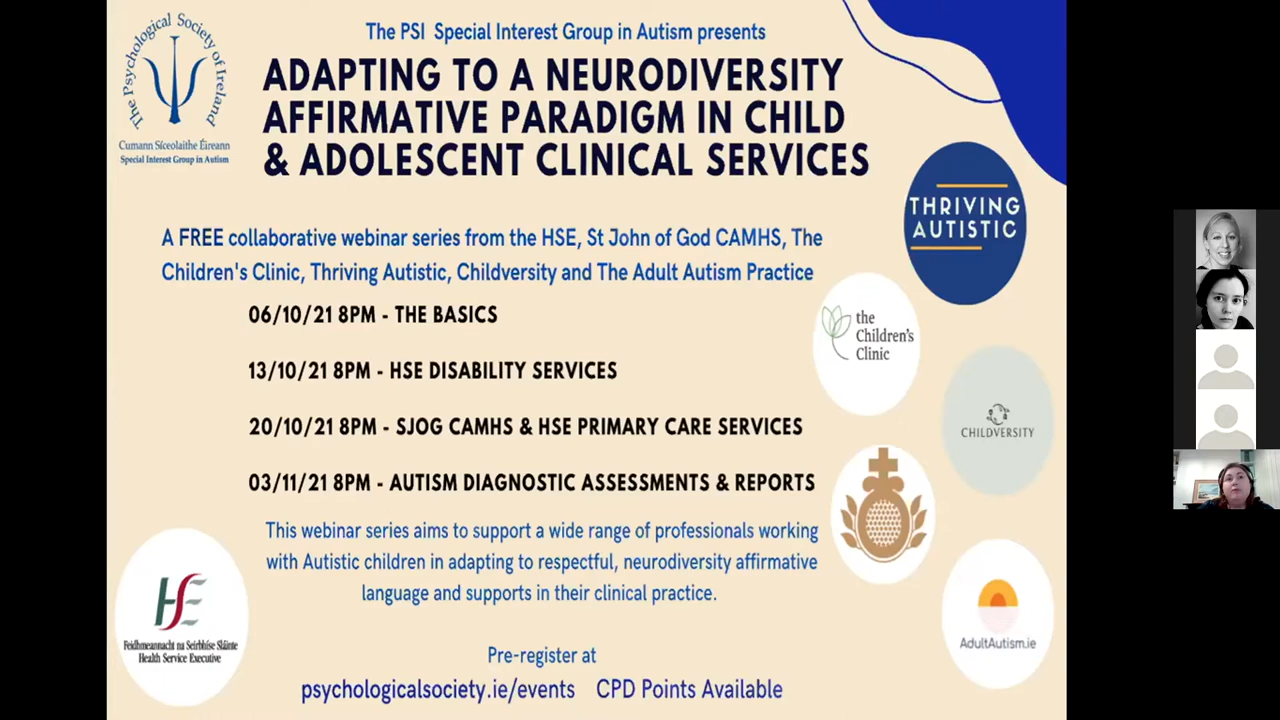 The Psychological Society of Ireland
Cumann Síceolaithe Éireann
Special Interest Group in Autism
The PSI Special Interest Group in Autism presents
ADAPTING TO A NEURODIVERSITY
AFFIRMATIVE PARADIGM IN CHILD
& ADOLESCENT CLINICAL SERVICES
THRIVING
AUTISTIC
A FREE collaborative webinar series from the HSE, St John of God CAMHS, The
Children's Clinic, Thriving Autistic, Childversity and The Adult Autism Practice
06/10/21 8PM - THE BASICS
the
Children's
Clinic
13/10/21 8PM - HSE DISABILITY SERVICES
20/10/21 8PM - SJOG CAMHS & HSE PRIMARY CARE SERVICES
CHILDVERSITY
03/11/21 8PM - AUTISM DIAGNOSTIC ASSESSMENTS & REPORTS
This webinar series aims to support a wide range of professionals working
with Autistic children in adapting to respectful, neurodiversity affirmative
language and supports in their clinical practice.
HSE
Feidhmeannacht na Seirbhíse Sláinte
Health Service Executive
AdultAutism.ie
Pre-register at
psychologicalsociety.ie/events CPD Points Available